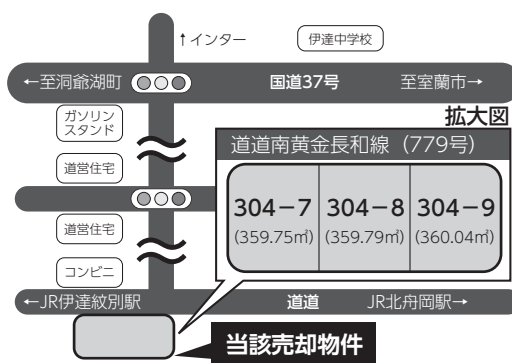 ↑インター
伊達中学校
←至洞爺湖町
国道37号
至室蘭市→
ガソリン
スタンド
拡大図
道道南黄金長和線（779号）
道営住宅
304−7
304−8
304−9
(359.75㎡)
(359.79㎡)
(360.04㎡)
道営住宅
コンビニ
←JR伊達紋別駅
道道
JR北舟岡駅→
当該売却物件